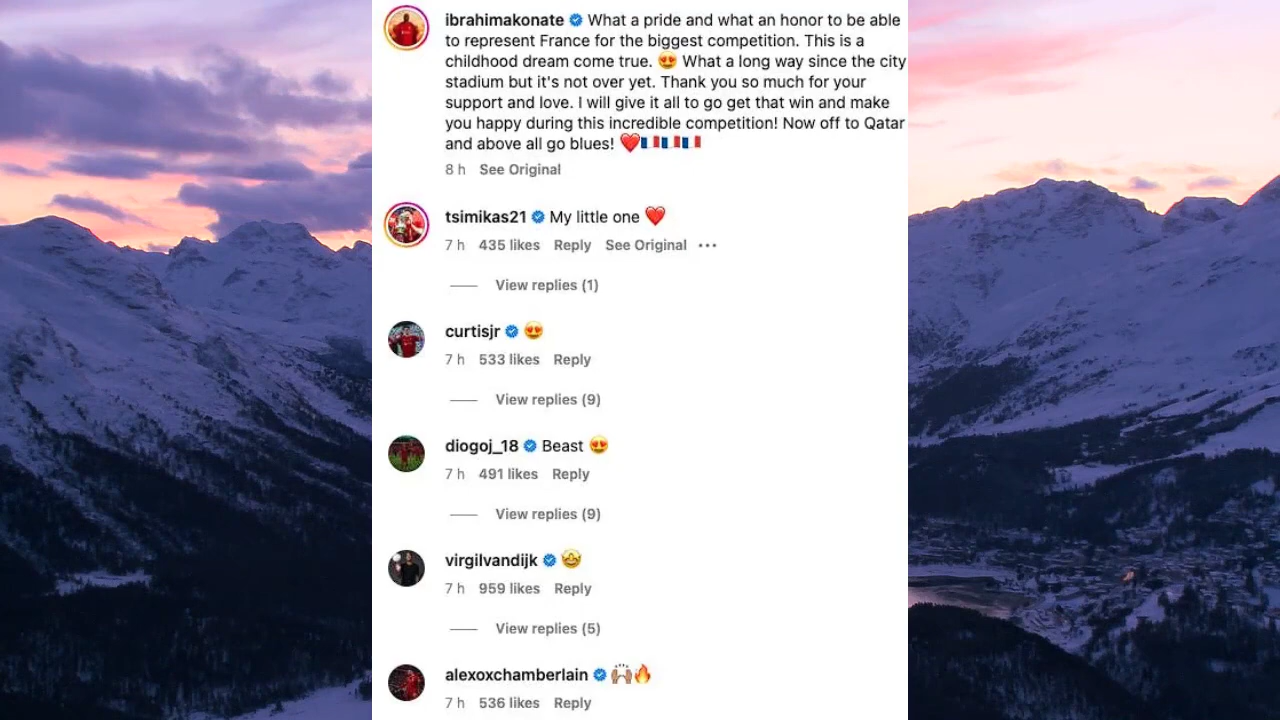 ibrahimakonate What a pride and what an honor to be able
to represent France for the biggest competition. This is a
childhood dream come true. 😍 What a long way since the city
stadium but it's not over yet. Thank you so much for your
support and love. I will give it all to go get that win and make
you happy during this incredible competition! Now off to Qatar
and above all go blues! ❤️🇫🇷🇫🇷🇫🇷
8 h See Original
tsimikas21 My little one ❤️
7 h 435 likes Reply See Original •••
View replies (1)
curtisjr 😍
7 h 533 likes Reply
View replies (9)
diogoj_18 Beast 😍
7 h 491 likes Reply
View replies (9)
virgilvandijk 🤩
7 h 959 likes Reply
View replies (5)
alexoxchamberlain 🙌🏽🔥
7 h 536 likes Reply